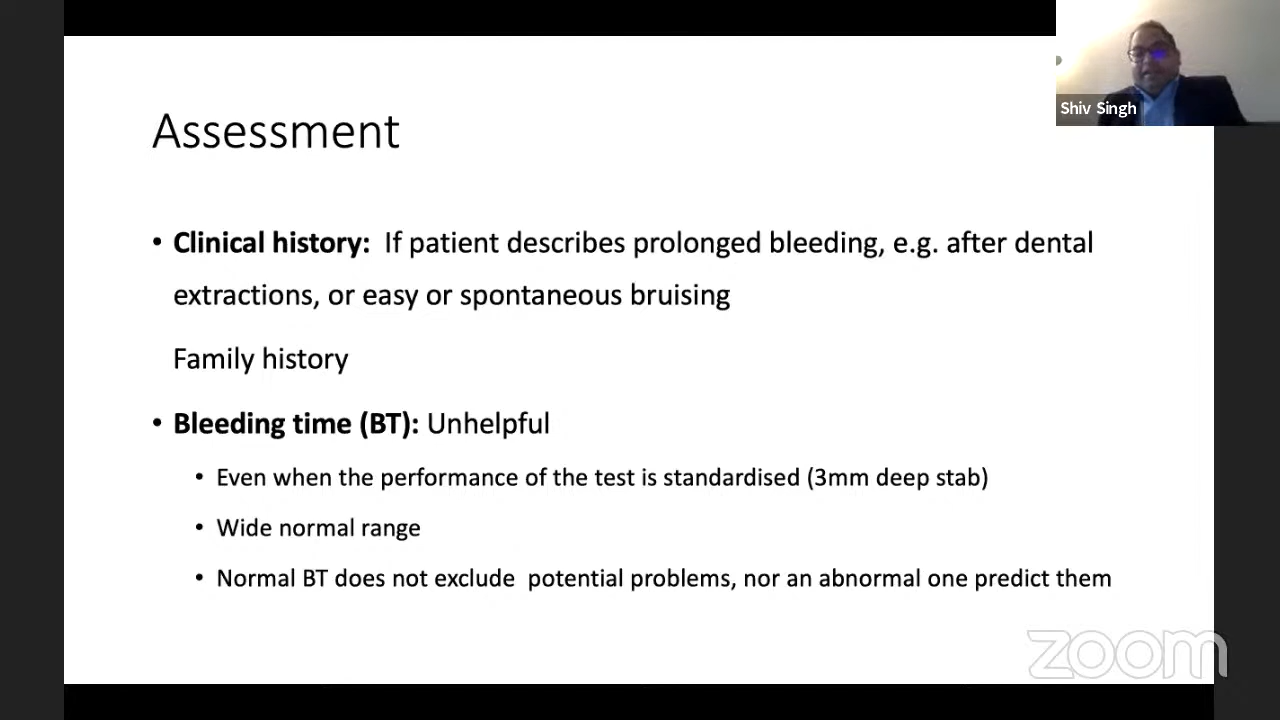 Shiv Singh
Assessment
• Clinical history: If patient describes prolonged bleeding, e.g. after dental
extractions, or easy or spontaneous bruising
Family history
• Bleeding time (BT): Unhelpful
• Even when the performance of the test is standardised (3mm deep stab)
• Wide normal range
• Normal BT does not exclude potential problems, nor an abnormal one predict them
zoom